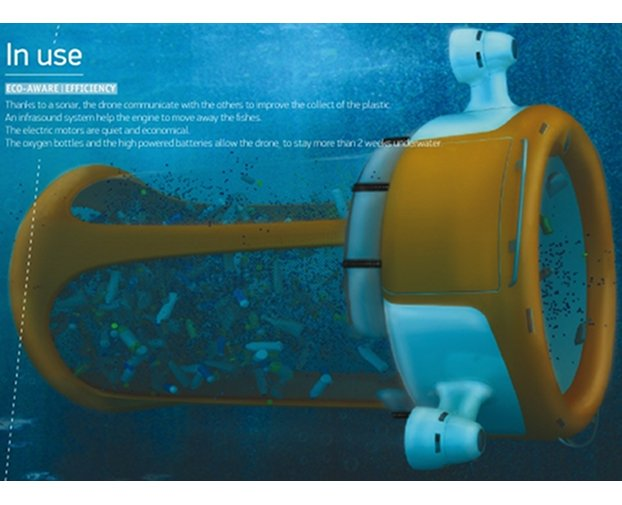 In use
ECO-AWARE | EFFICIENCY
Thanks to a sonar, the drone communicate with the others to improve the collect of the plastic.
An infrasound system help the engine to move away the fishes.
The electric motors are quiet and economical.
The oxygen bottles and the high powered batteries allow the drone, to stay more than 2 weeks underwater.